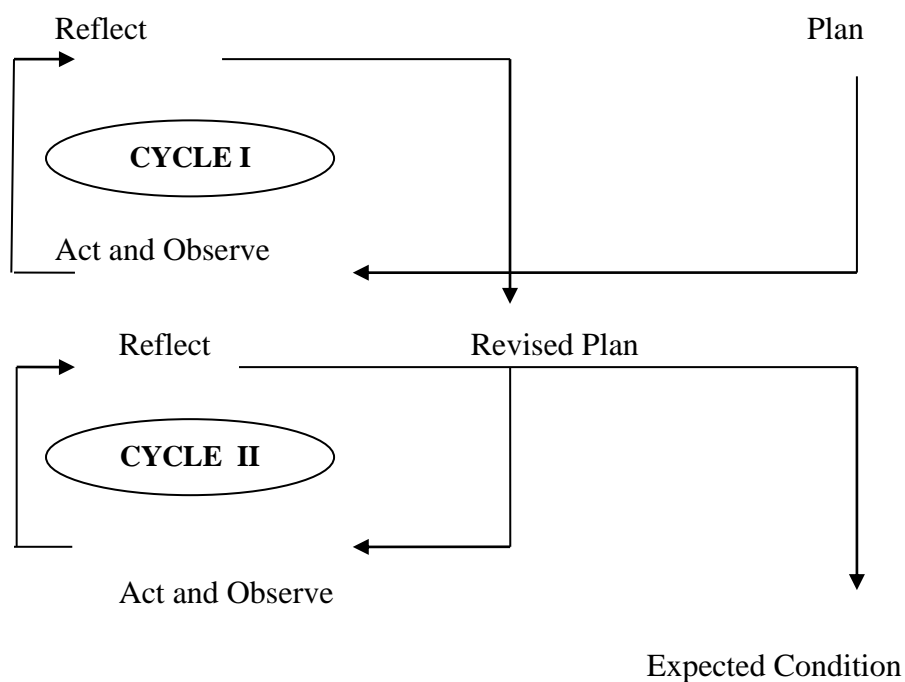 Reflect Plan
CYCLE I
Act and Observe
Reflect Revised Plan
CYCLE II
Act and Observe
Expected Condition